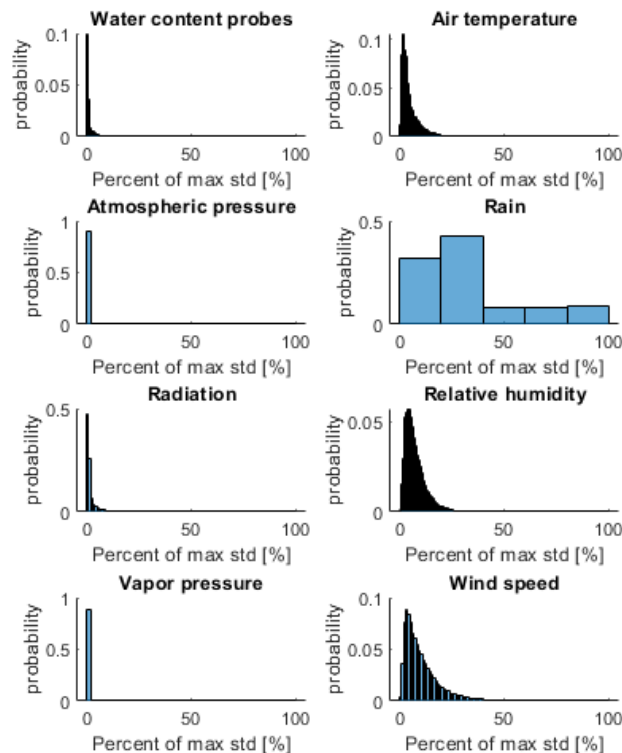 Water content probes
probability
0.1
0.05
0
0
50
100
Percent of max std [%]
Air temperature
probability
0.1
0.05
0
0
50
100
Percent of max std [%]
Atmospheric pressure
probability
1
0.5
0
0
50
100
Percent of max std [%]
Rain
probability
0.5
0
0
50
100
Percent of max std [%]
Radiation
probability
0.5
0
0
50
100
Percent of max std [%]
Relative humidity
probability
0.05
0
0
50
100
Percent of max std [%]
Vapor pressure
probability
1
0.5
0
0
50
100
Percent of max std [%]
Wind speed
probability
0.1
0.05
0
0
50
100
Percent of max std [%]